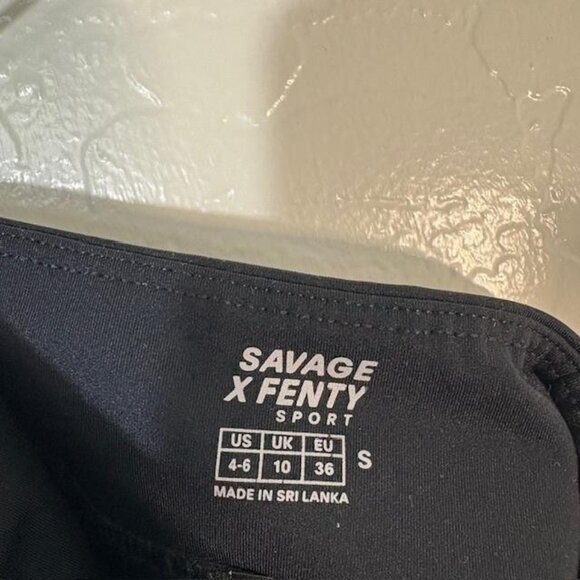 SAVAGE
X FENTY
SPORT
US UK EU
4-6 10 36 S
MADE IN SRI LANKA